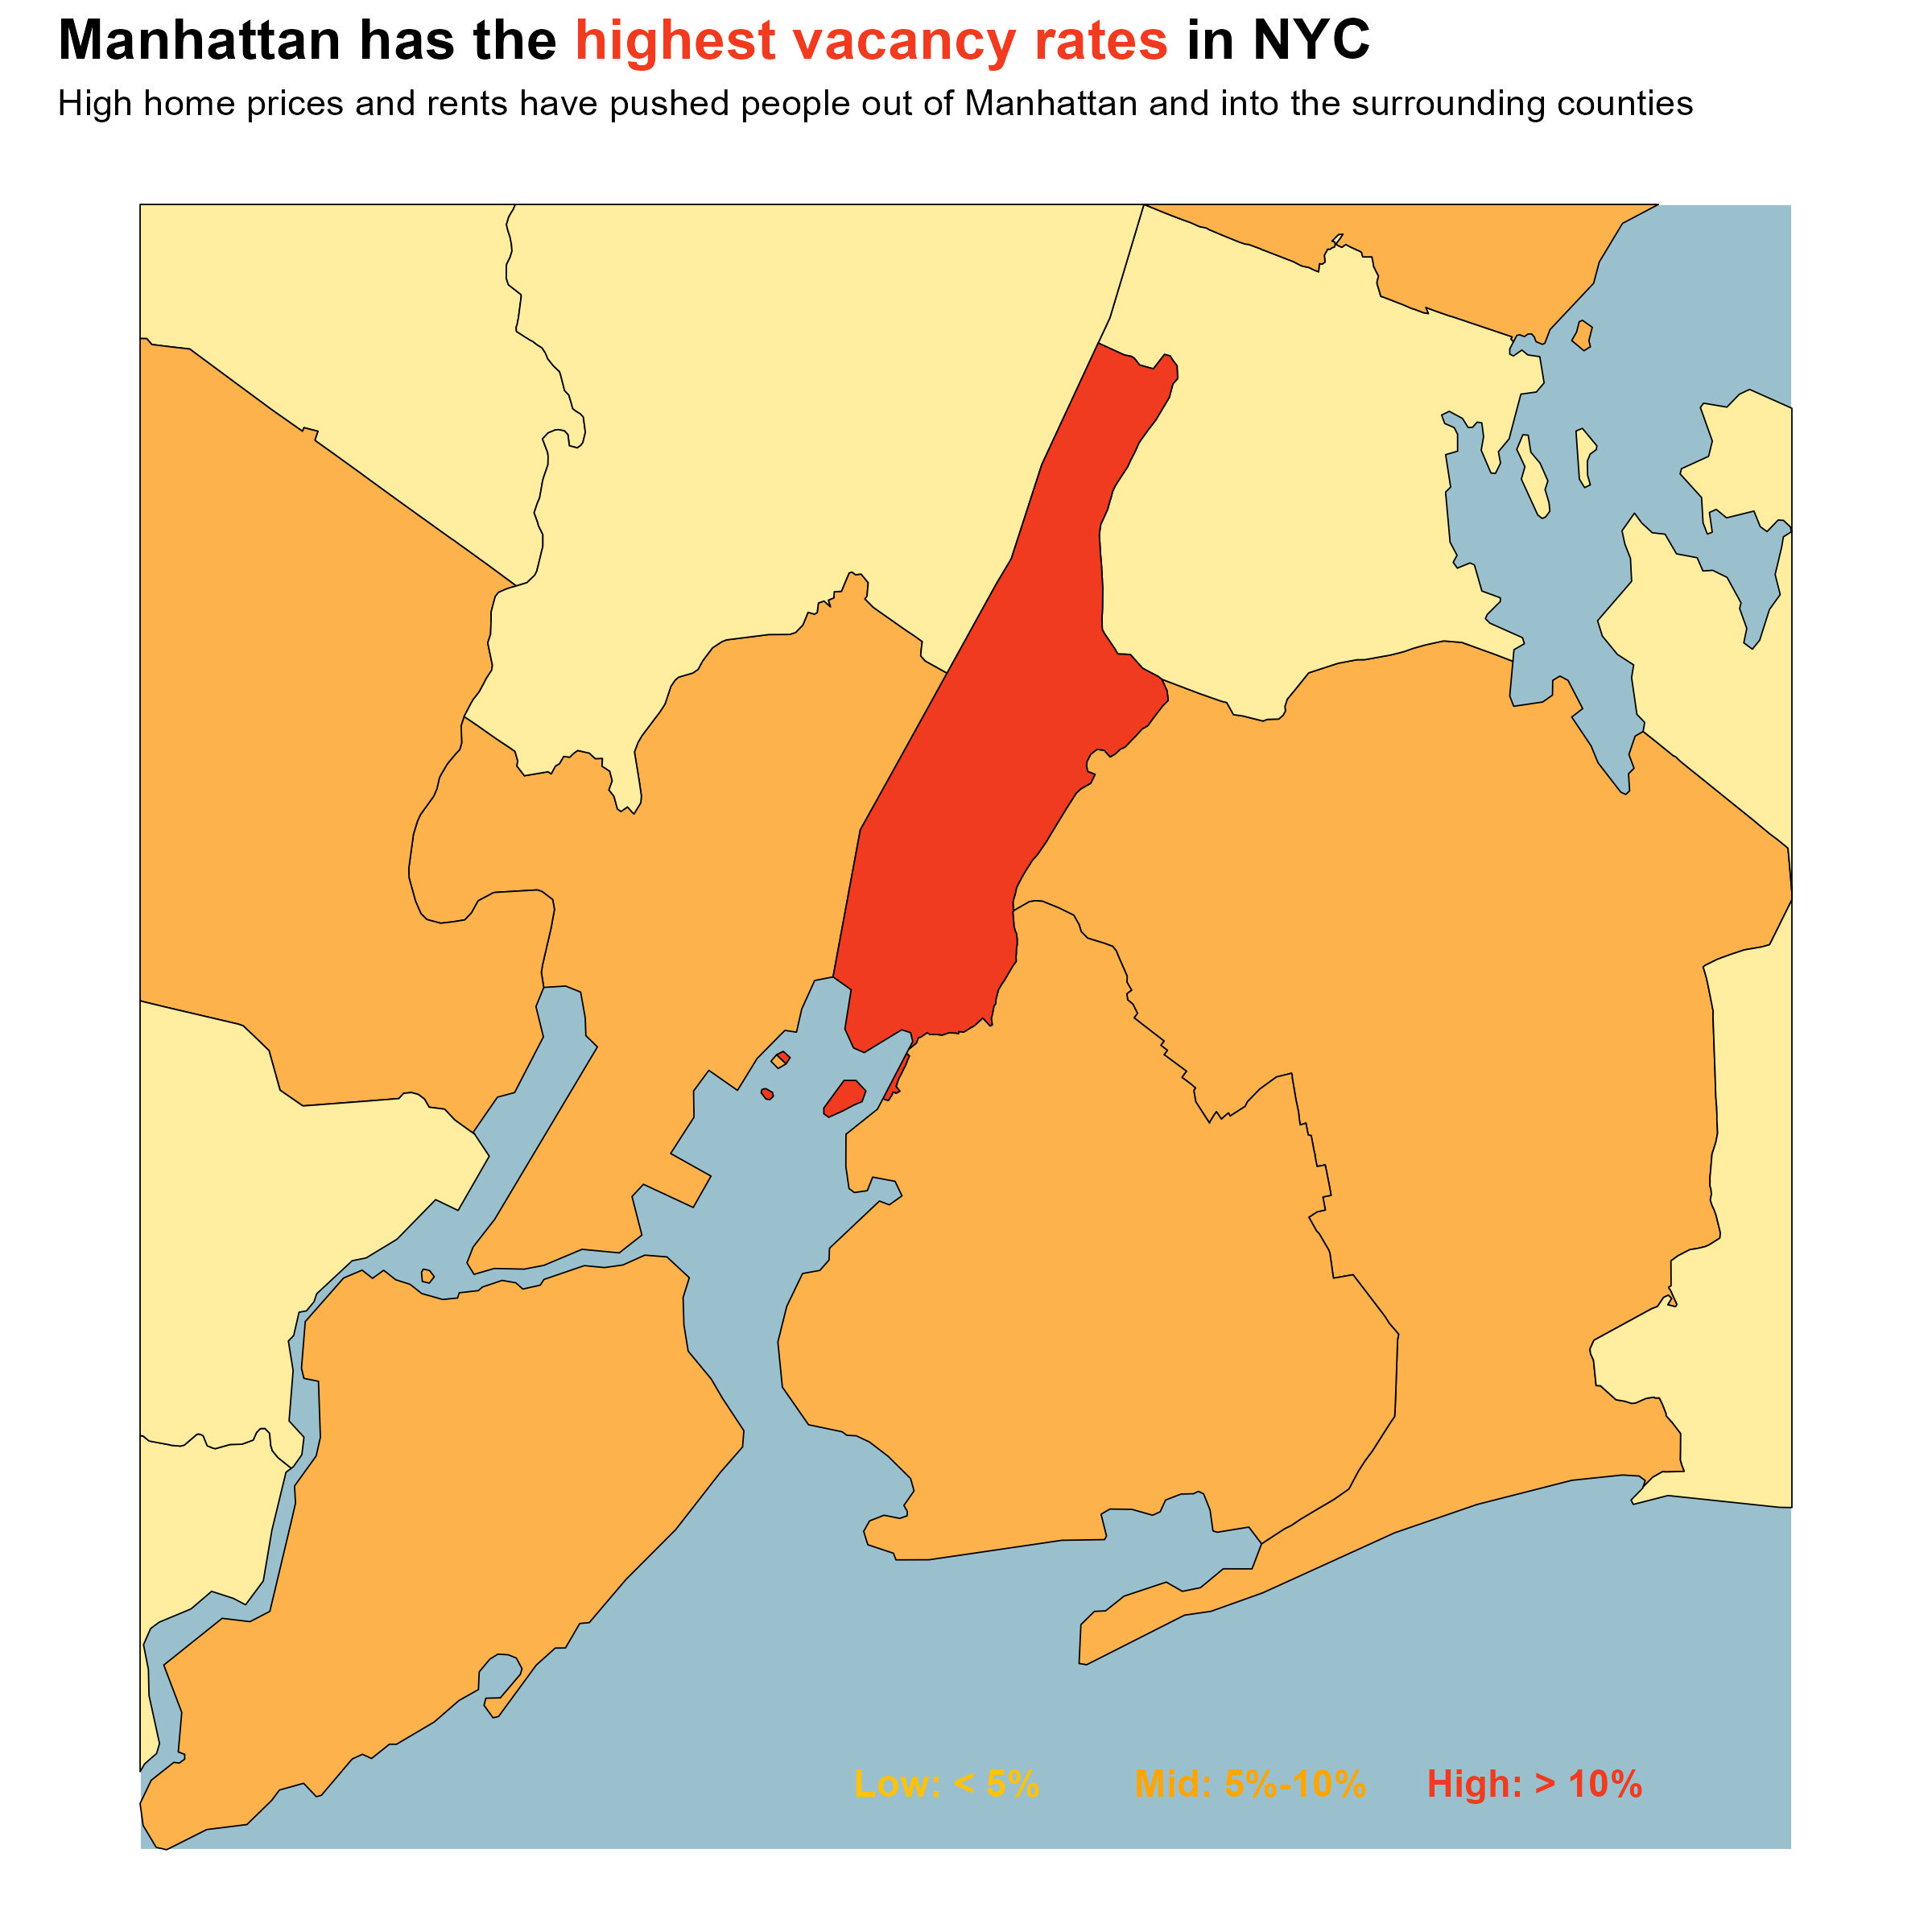 Manhattan has the highest vacancy rates in NYC
High home prices and rents have pushed people out of Manhattan and into the surrounding counties
Low: < 5% Mid: 5%-10% High: > 10%